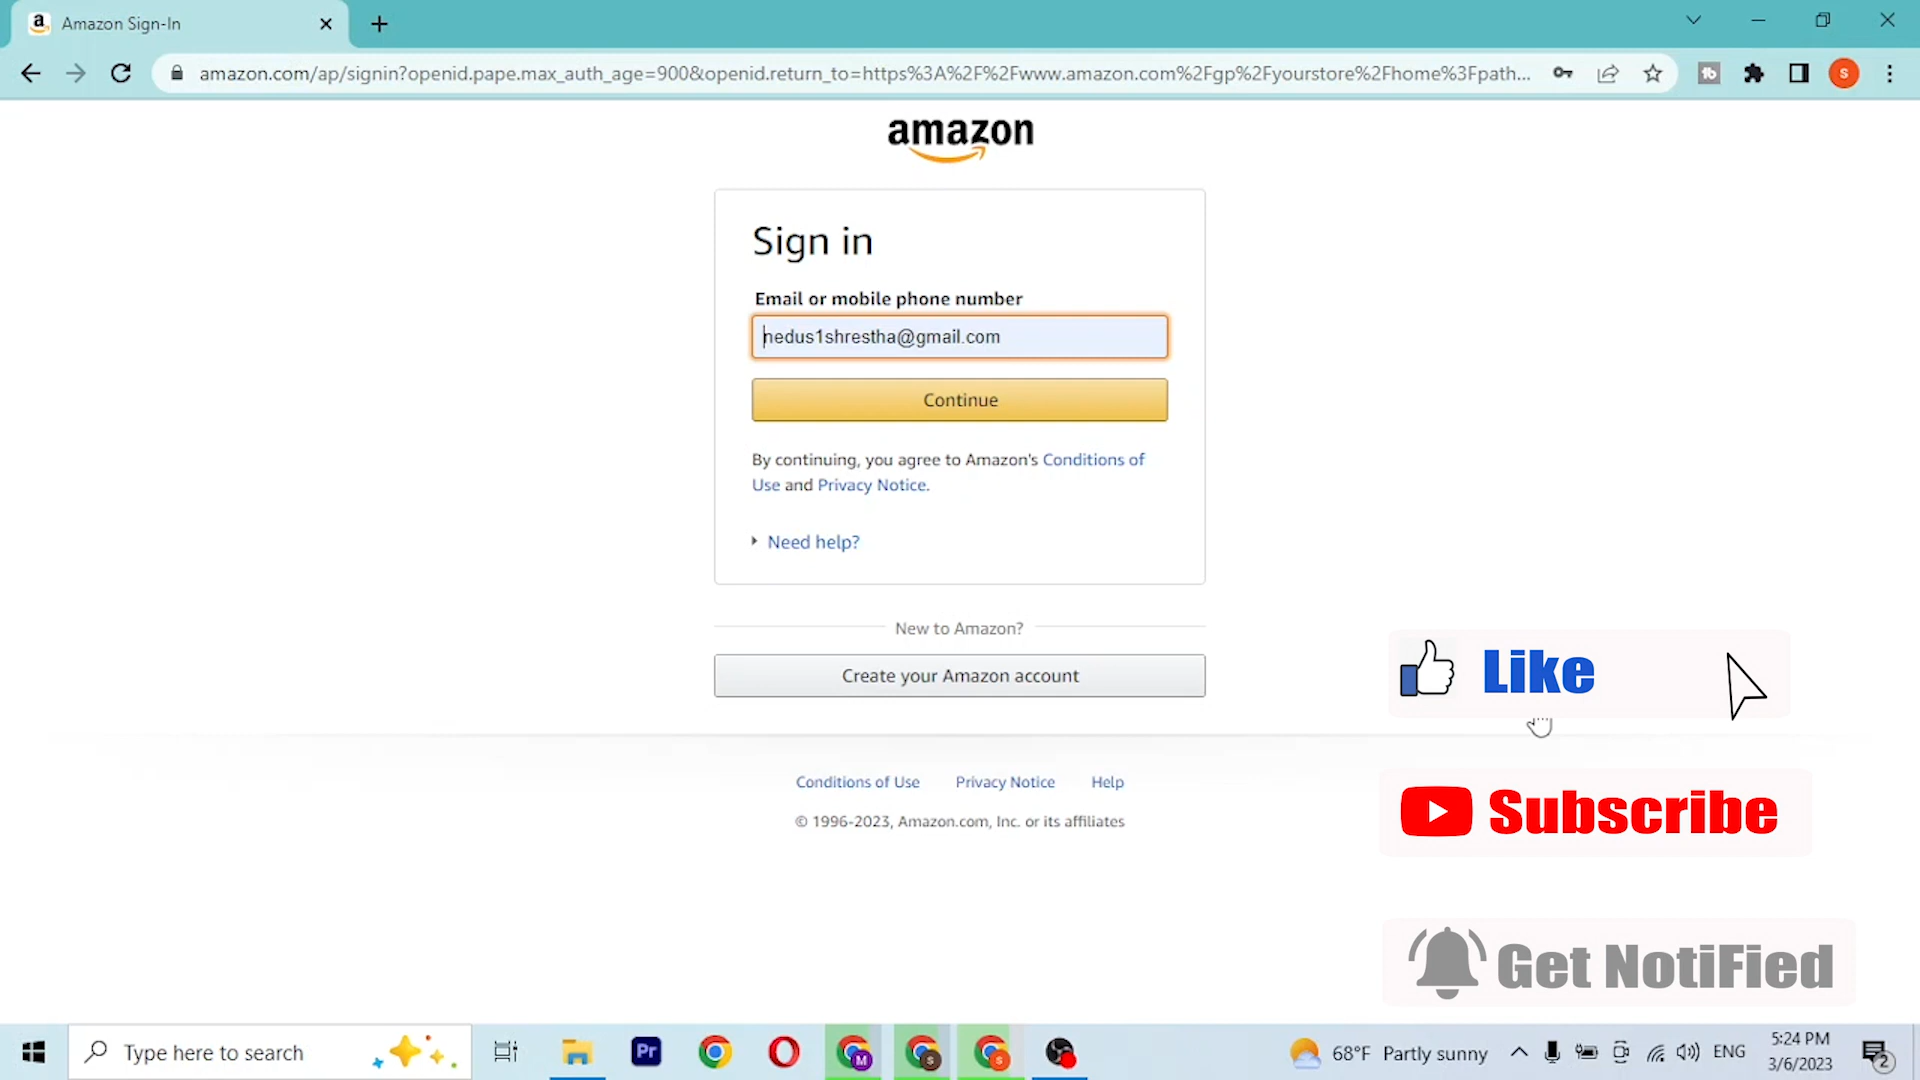 Amazon Sign-In
amazon.com/ap/signin?openid.pape.max_auth_age=900&openid.return_to=https%3A%2F%2Fwww.amazon.com%2Fgp%2Fyourstore%2Fhome%3Fpath...
S
amazon
Sign in
Email or mobile phone number
nedus1shrestha@gmail.com
Continue
By continuing, you agree to Amazon's Conditions of
Use and Privacy Notice.
Need help?
New to Amazon?
Create your Amazon account
Like
Conditions of Use Privacy Notice Help
Subscribe
© 1996-2023, Amazon.com, Inc. or its affiliates
Get NotiFied
Type here to search
Pr
M
S
S
68°F Partly sunny
ENG
5:24 PM
3/6/2023
2